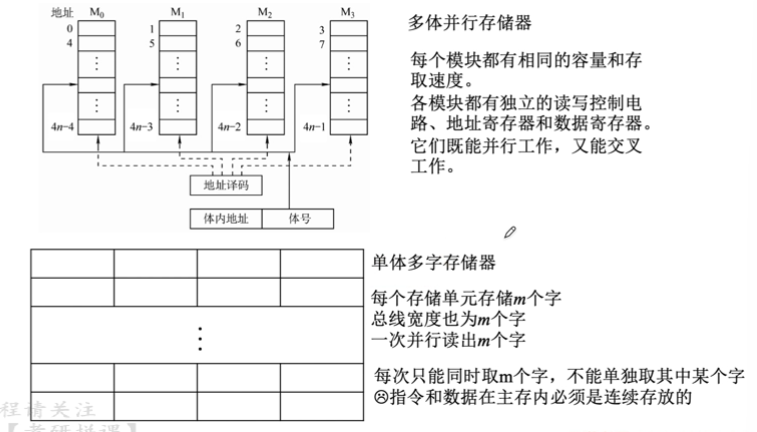 地址 M₀ M₁ M₂ M₃
0 1 2 3
4 5 6 7
⋮ ⋮ ⋮ ⋮
⋮ ⋮ ⋮ ⋮
4n−4 4n−3 4n−2 4n−1
地址译码
体内地址 体号
多体并行存储器
每个模块都有相同的容量和存
取速度。
各模块都有独立的读写控制电
路、地址寄存器和数据寄存器。
它们既能并行工作，又能交叉
工作。
⋮
单体多字存储器
每个存储单元存储m个字
总线宽度也为m个字
一次并行读出m个字
每次只能同时取m个字，不能单独取其中某个字
☹指令和数据在主存内必须是连续存放的
程请关注